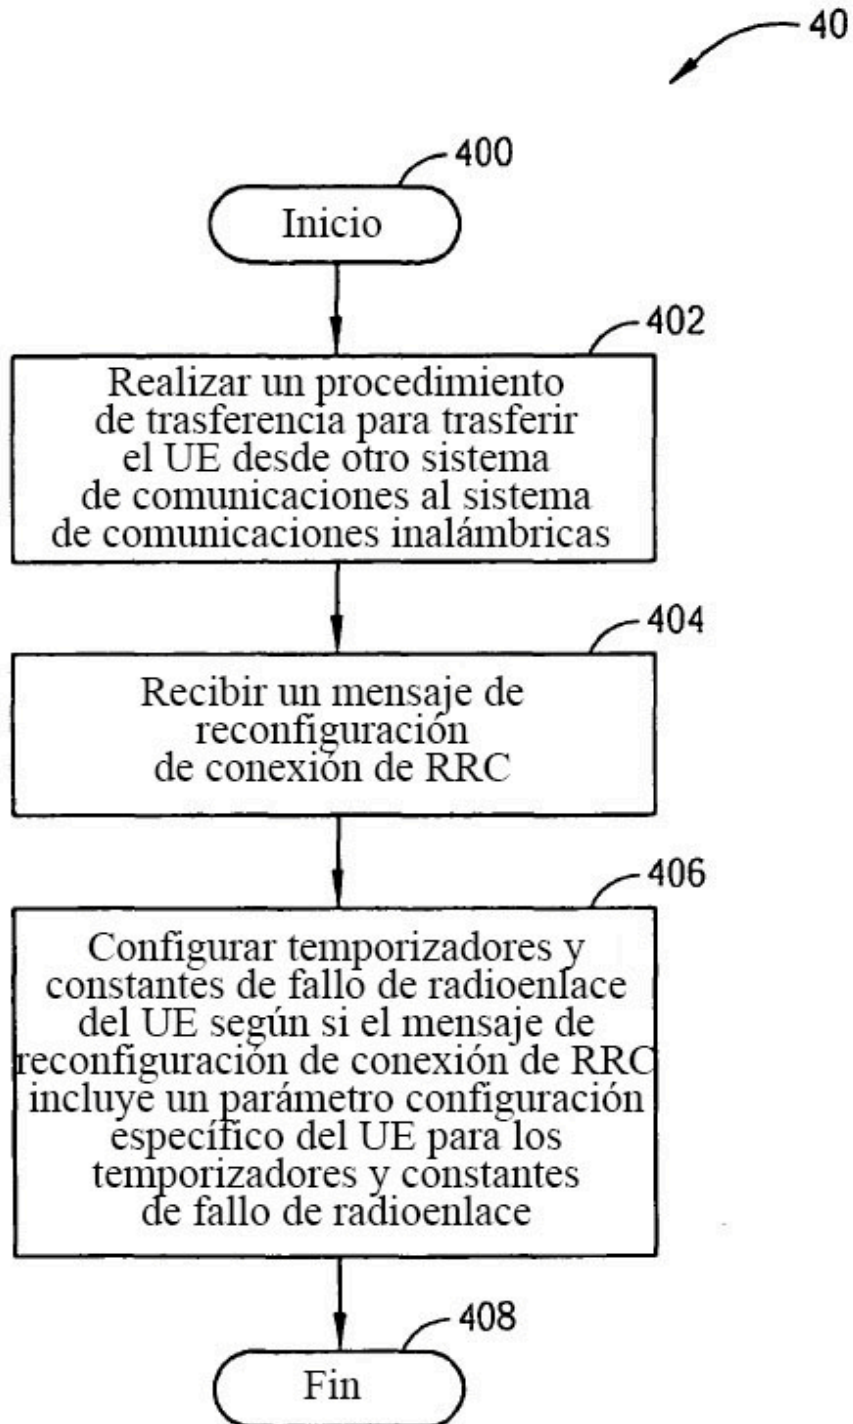 40
400
Inicio
402
Realizar un procedimiento
de trasferencia para trasferir
el UE desde otro sistema
de comunicaciones al sistema
de comunicaciones inalámbricas
404
Recibir un mensaje de
reconfiguración
de conexión de RRC
406
Configurar temporizadores y
constantes de fallo de radioenlace
del UE según si el mensaje de
reconfiguración de conexión de RRC
incluye un parámetro configuración
específico del UE para los
temporizadores y constantes
de fallo de radioenlace
408
Fin